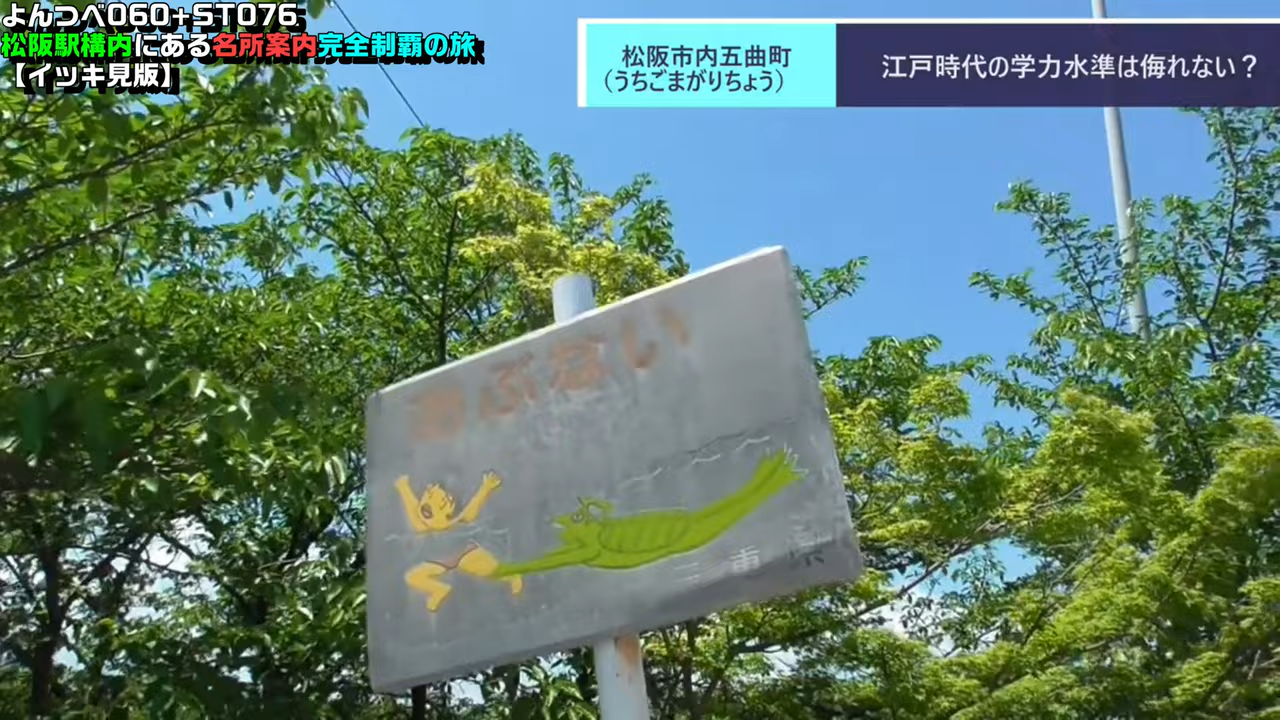 よんつべ060+ST076
松阪駅構内にある名所案内完全制覇の旅
【イツキ見版】
松阪市内五曲町
（うちごまがりちょう）
江戸時代の学力水準は侮れない？
あぶない
三重県